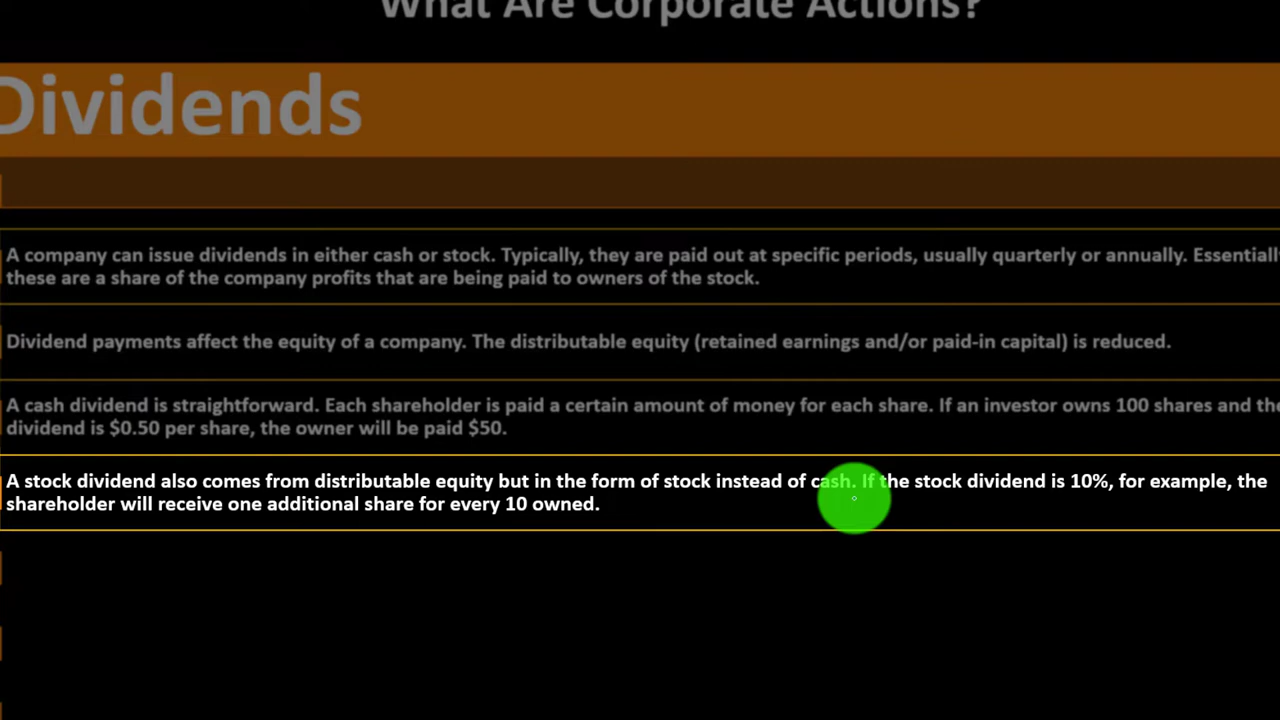 What Are Corporate Actions?
Dividends
A company can issue dividends in either cash or stock. Typically, they are paid out at specific periods, usually quarterly or annually. Essentiall
these are a share of the company profits that are being paid to owners of the stock.
Dividend payments affect the equity of a company. The distributable equity (retained earnings and/or paid-in capital) is reduced.
A cash dividend is straightforward. Each shareholder is paid a certain amount of money for each share. If an investor owns 100 shares and the
dividend is $0.50 per share, the owner will be paid $50.
A stock dividend also comes from distributable equity but in the form of stock instead of cash. If the stock dividend is 10%, for example, the
shareholder will receive one additional share for every 10 owned.